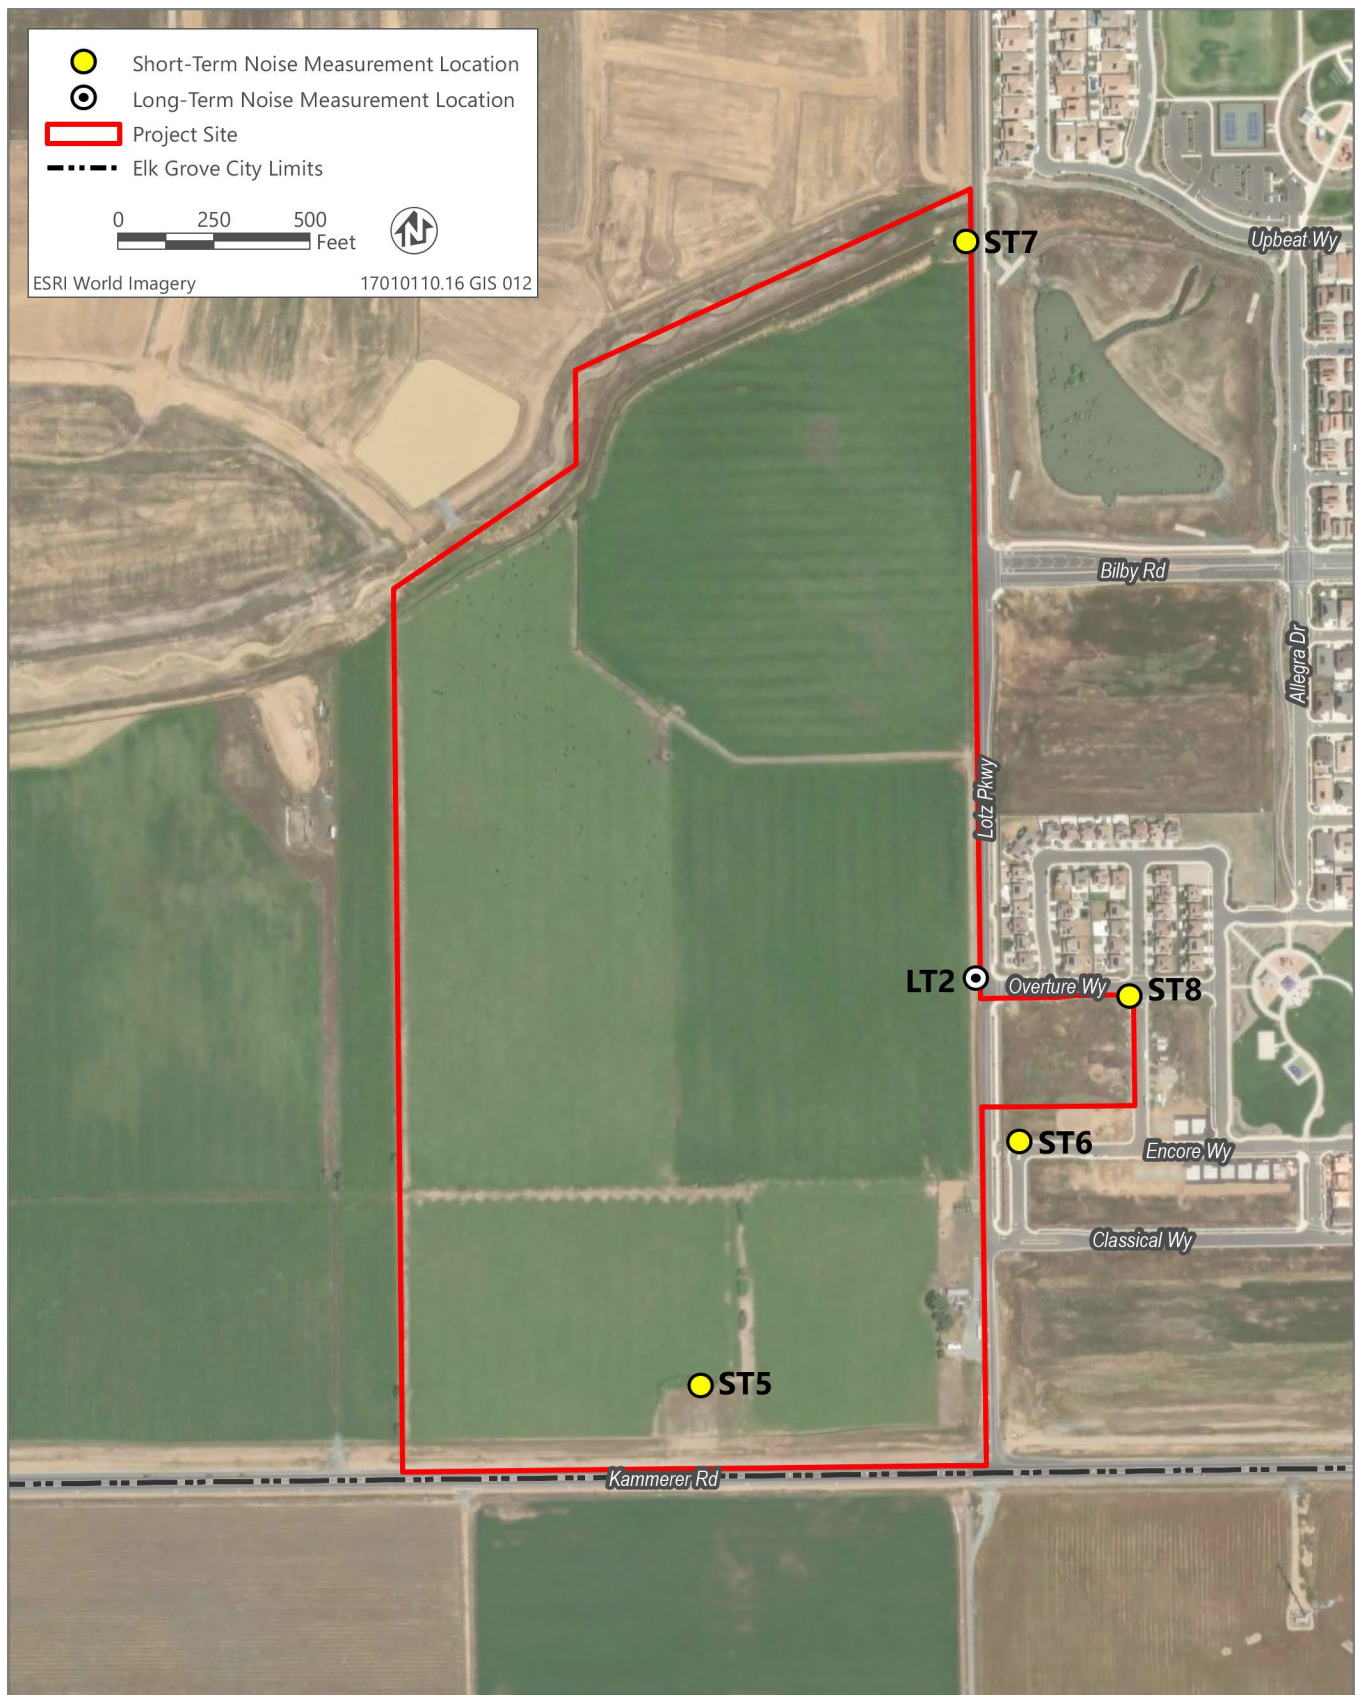 Short-Term Noise Measurement Location
Long-Term Noise Measurement Location
Project Site
Elk Grove City Limits
0 250 500
Feet
N
ESRI World Imagery 17010110.16 GIS 012
ST7
Upbeat Wy
Bilby Rd
Allegra Dr
Lotz Pkwy
LT2
Overture Wy
ST8
ST6
Encore Wy
Classical Wy
ST5
Kammerer Rd